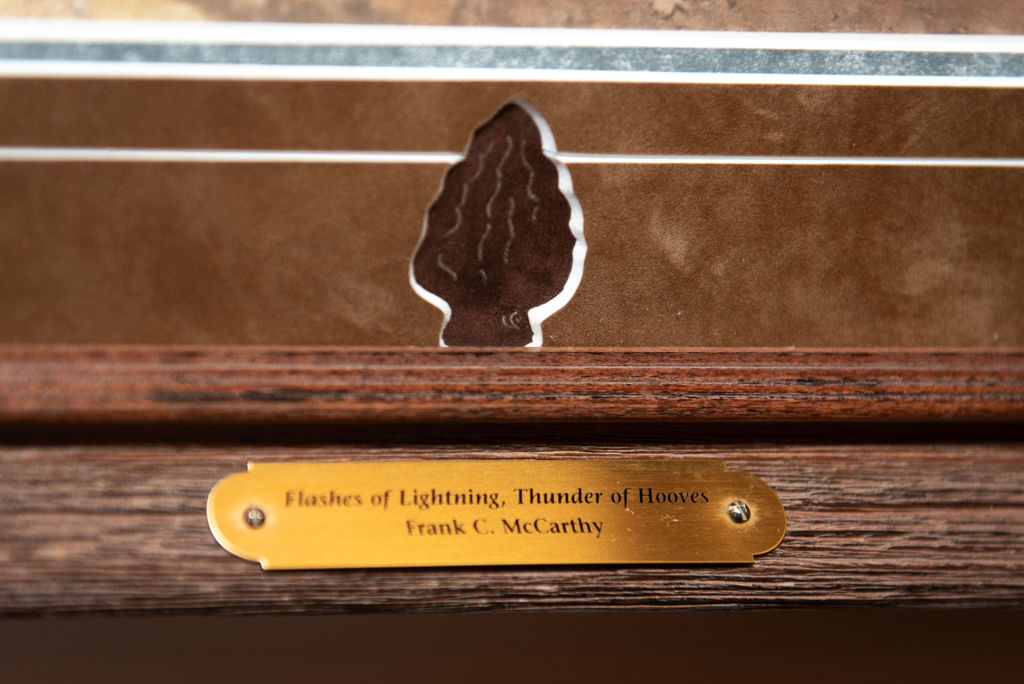 Flashes of Lightning, Thunder of Hooves
Frank C. McCarthy